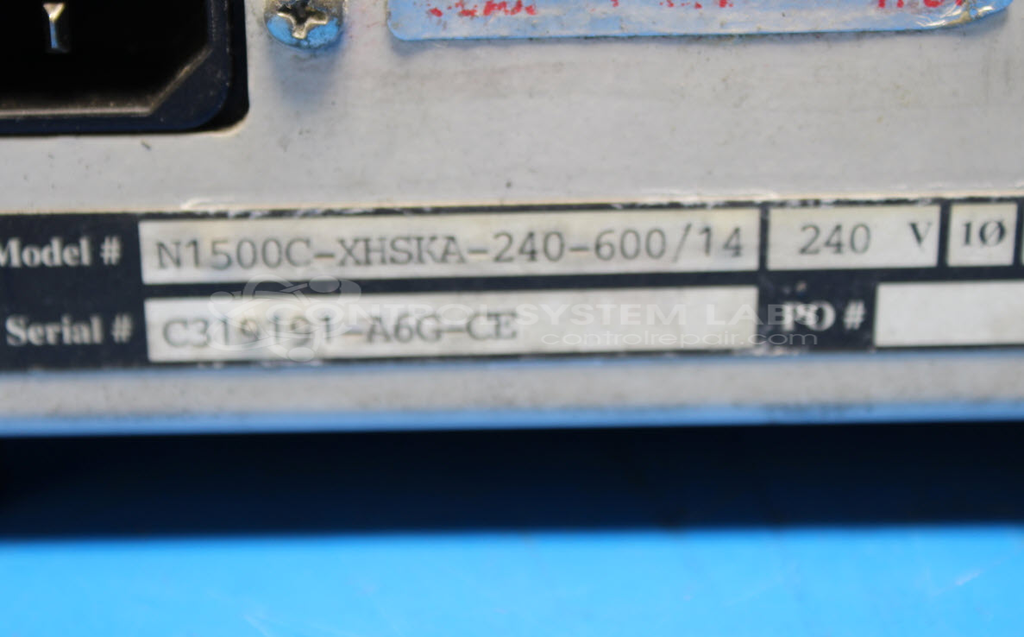 Model # N1500C-XHSKA-240-600/14 240 V 1Ø
Serial # C319191-A6G-CE PO #
CONTROL SYSTEM LABS
controlrepair.com